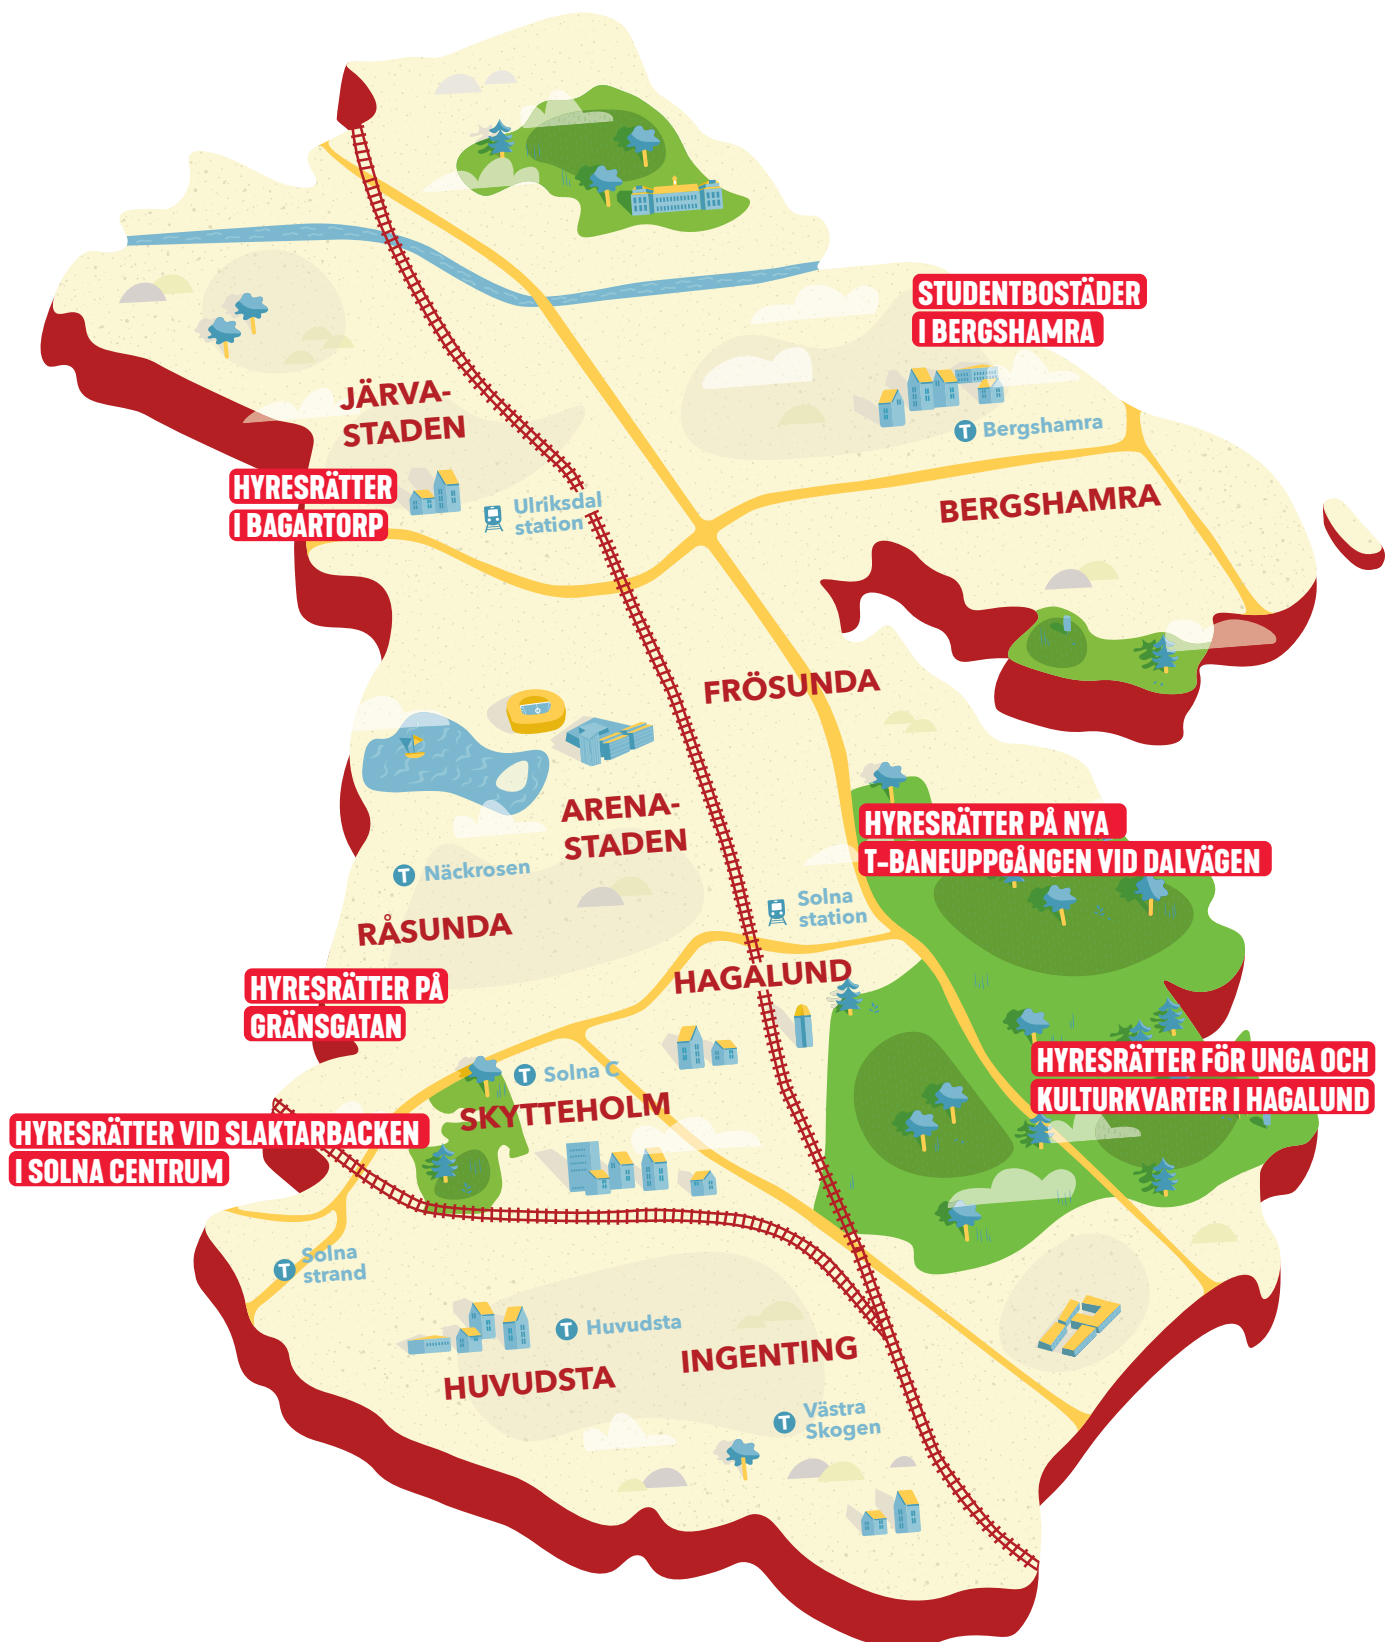 STUDENTBOSTÄDER
I BERGSHAMRA
JÄRVA-
STADEN
Bergshamra
HYRESRÄTTER
I BAGARTORP
Ulriksdal
station
BERGSHAMRA
FRÖSUNDA
ARENA-
STADEN
HYRESRÄTTER PÅ NYA
T-BANEUPPGÅNGEN VID DALVÄGEN
Näckrosen
Solna
station
RÅSUNDA
HAGALUND
HYRESRÄTTER PÅ
GRÄNSGATAN
Solna C
HYRESRÄTTER FÖR UNGA OCH
KULTURKVARTER I HAGALUND
SKYTTEHOLM
HYRESRÄTTER VID SLAKTARBACKEN
I SOLNA CENTRUM
Solna
strand
Huvudsta
INGENTING
HUVUDSTA
Västra
Skogen